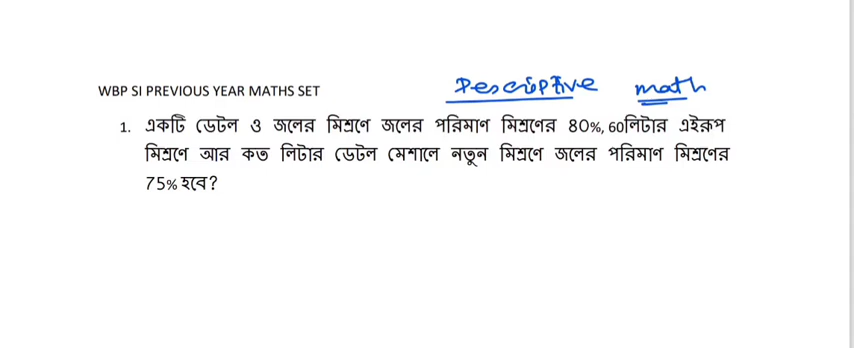 WBP SI PREVIOUS YEAR MATHS SET Descriptive math
1. একটি ডেটল ও জলের মিশ্রণে জলের পরিমাণ মিশ্রণের 80%, 60লিটার এইরূপ
মিশ্রণে আর কত লিটার ডেটল মেশালে নতুন মিশ্রণে জলের পরিমাণ মিশ্রণের
75% হবে?